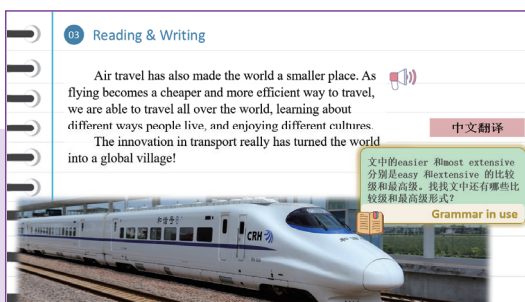 03 Reading & Writing
Air travel has also made the world a smaller place. As
flying becomes a cheaper and more efficient way to travel,
we are able to travel all over the world, learning about
different ways people live, and enjoying different cultures.
The innovation in transport really has turned the world
into a global village!
中文翻译
文中的easier 和most extensive
分别是easy 和extensive 的比较
级和最高级。找找文中还有哪些比
较级和最高级形式？
Grammar in use
和谐号
CRH